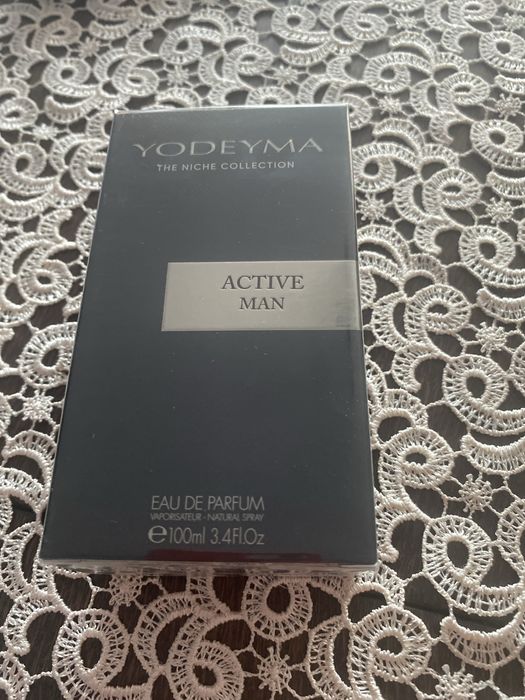 YODEYMA
THE NICHE COLLECTION
ACTIVE
MAN
EAU DE PARFUM
VAPORISATEUR - NATURAL SPRAY
℮100ml 3.4Fl.Oz